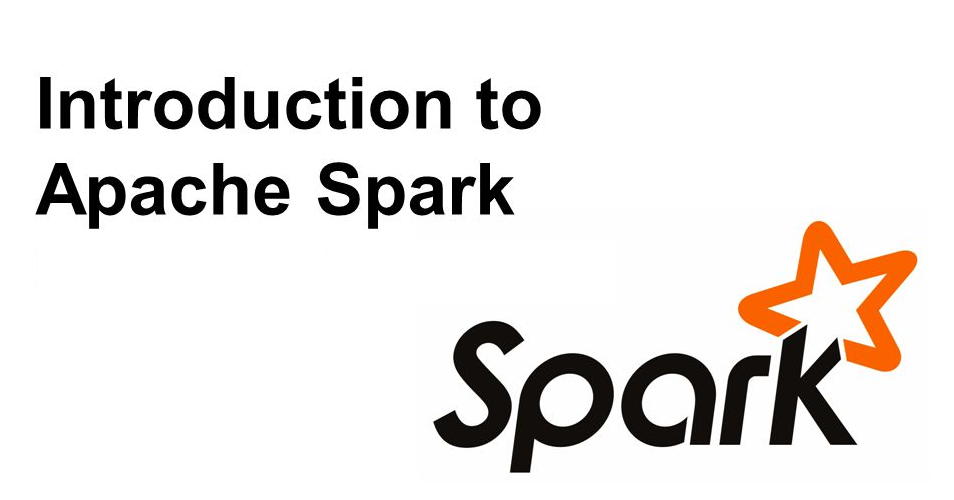 Introduction to
Apache Spark
Spark